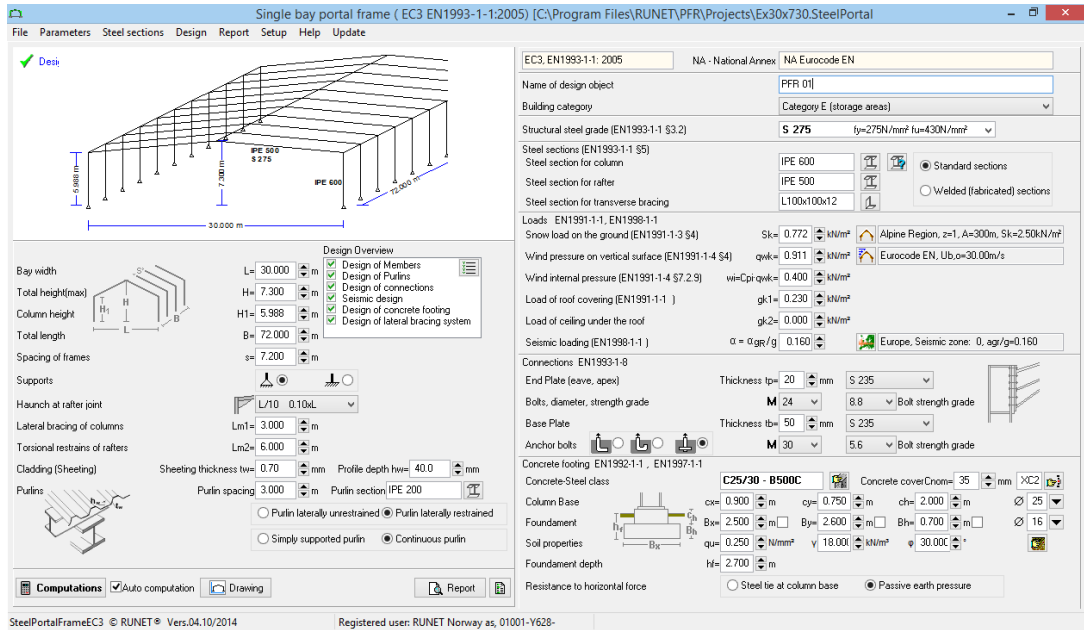 Single bay portal frame ( EC3 EN1993-1-1:2005) [C:\Program Files\RUNET\PFR\Projects\Ex30x730.SteelPortal
File Parameters Steel sections Design Report Setup Help Update
Desi
IPE 500
S 275
IPE 600
5.988 m
7.300 m
72.000 m
30.000 m
Design Overview
Design of Members
Design of Purlins
Design of connections
Seismic design
Design of concrete footing
Design of lateral bracing system
S
H
H1
L
B
Bay width L= 30.000 m
Total height(max) H= 7.300 m
Column height H1= 5.988 m
Total length B= 72.000 m
Spacing of frames s= 7.200 m
Supports
Haunch at rafter joint L/10 0.10xL
Lateral bracing of columns Lm1= 3.000 m
Torsional restrains of rafters Lm2= 6.000 m
Cladding (Sheeting) Sheeting thickness tw= 0.70 mm Profile depth hw= 40.0 mm
Purlins Purlin spacing 3.000 m Purlin section IPE 200
hw
tw
Purlin laterally unrestrained Purlin laterally restrained
Simply supported purlin Continuous purlin
Computations Auto computation Drawing Report
EC3, EN1993-1-1: 2005 NA - National Annex NA Eurocode EN
Name of design object PFR 01
Building category Category E (storage areas)
Structural steel grade (EN1993-1-1 §3.2) S 275 fy=275N/mm² fu=430N/mm²
Steel sections (EN1993-1-1 §5)
Steel section for column IPE 600
Steel section for rafter IPE 500
Steel section for transverse bracing L100x100x12
Standard sections
Welded (fabricated) sections
Loads EN1991-1-1, EN1998-1-1
Snow load on the ground (EN1991-1-3 §4) Sk= 0.772 kN/m² Alpine Region, z=1, A=300m, Sk=2.50kN/m²
Wind pressure on vertical surface (EN1991-1-4 §4) qwk= 0.911 kN/m² Eurocode EN, Ub,o=30.00m/s
Wind internal pressure (EN1991-1-4 §7.2.9) wi=Cpi·qwk= 0.400 kN/m²
Load of roof covering (EN1991-1-1 ) gk1= 0.230 kN/m²
Load of ceiling under the roof gk2= 0.000 kN/m²
Seismic loading (EN1998-1-1 ) α = αgR/g 0.160 Europe, Seismic zone: 0, agr/g=0.160
Connections EN1993-1-8
End Plate (eave, apex) Thickness tp= 20 mm S 235
Bolts, diameter, strength grade M 24 8.8 Bolt strength grade
Base Plate Thickness tb= 50 mm S 235
Anchor bolts M 30 5.6 Bolt strength grade
Concrete footing EN1992-1-1 , EN1997-1-1
Concrete-Steel class C25/30 - B500C Concrete coverCnom= 35 mm XC2
Column Base cx= 0.900 m cy= 0.750 m ch= 2.000 m Ø 25
Foundament Bx= 2.500 m By= 2.600 m Bh= 0.700 m Ø 16
Soil properties qu= 0.250 N/mm² γ 18.00( kN/m³ φ 30.00( °
Foundament depth hf= 2.700 m
hf
Bx
Ch
Bh
Resistance to horizontal force Steel tie at column base Passive earth pressure
SteelPortalFrameEC3 © RUNET® Vers.04.10/2014 Registered user: RUNET Norway as, 01001-Y628-